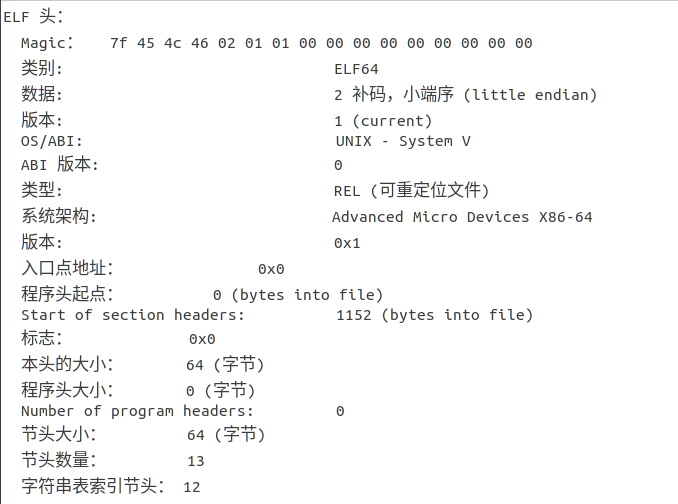 ELF 头：
Magic： 7f 45 4c 46 02 01 01 00 00 00 00 00 00 00 00 00
类别: ELF64
数据: 2 补码，小端序 (little endian)
版本: 1 (current)
OS/ABI: UNIX - System V
ABI 版本: 0
类型: REL (可重定位文件)
系统架构: Advanced Micro Devices X86-64
版本: 0x1
入口点地址： 0x0
程序头起点： 0 (bytes into file)
Start of section headers: 1152 (bytes into file)
标志： 0x0
本头的大小： 64 (字节)
程序头大小： 0 (字节)
Number of program headers: 0
节头大小： 64 (字节)
节头数量： 13
字符串表索引节头： 12